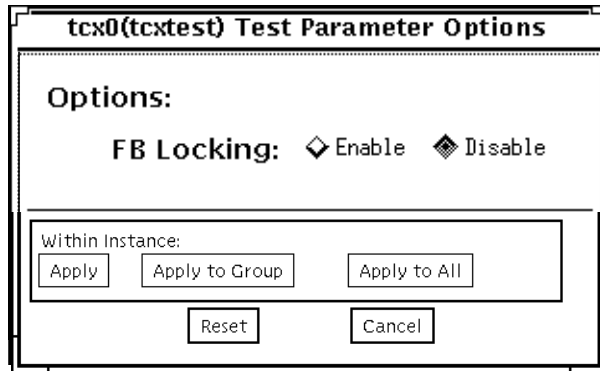 tcx0(tcxtest) Test Parameter Options
Options:
FB Locking: Enable Disable
Within Instance:
Apply Apply to Group Apply to All
Reset Cancel